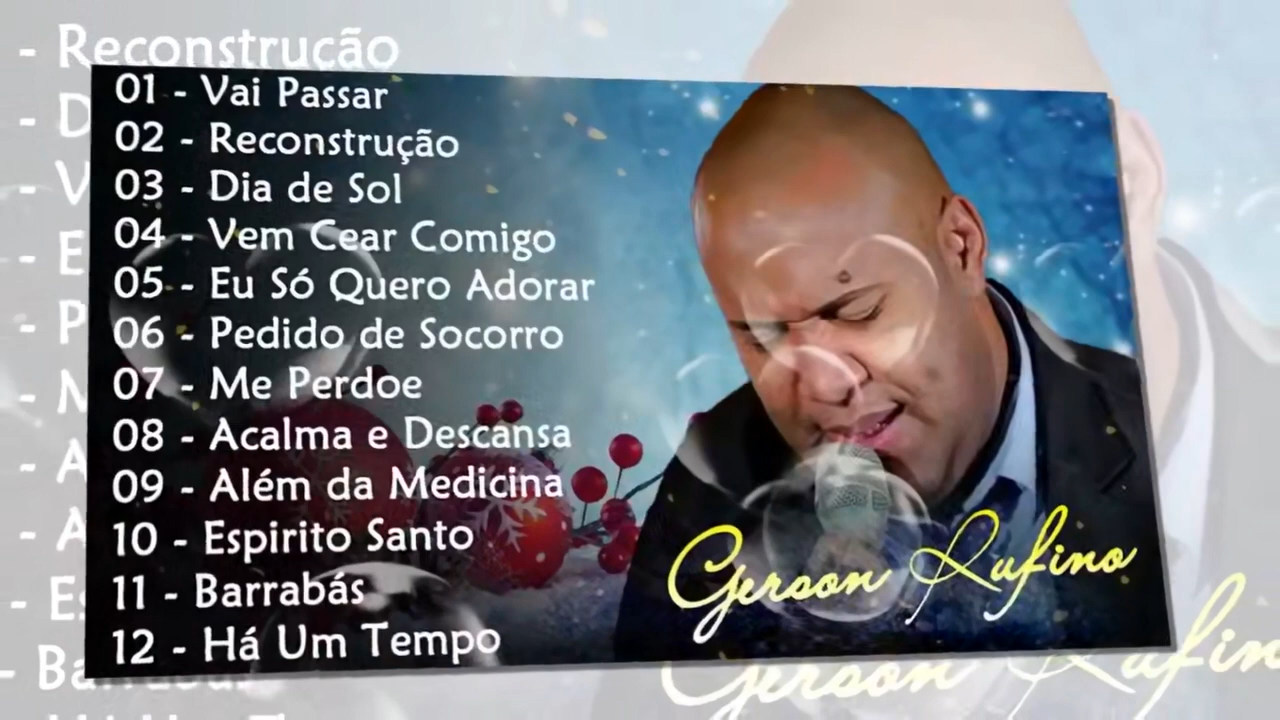 - Reconstrução
01 - Vai Passar
02 - Reconstrução
03 - Dia de Sol
04 - Vem Cear Comigo
05 - Eu Só Quero Adorar
06 - Pedido de Socorro
07 - Me Perdoe
08 - Acalma e Descansa
09 - Além da Medicina
10 - Espirito Santo
11 - Barrabás
12 - Há Um Tempo
Gerson Rufino
Gerson Rufin